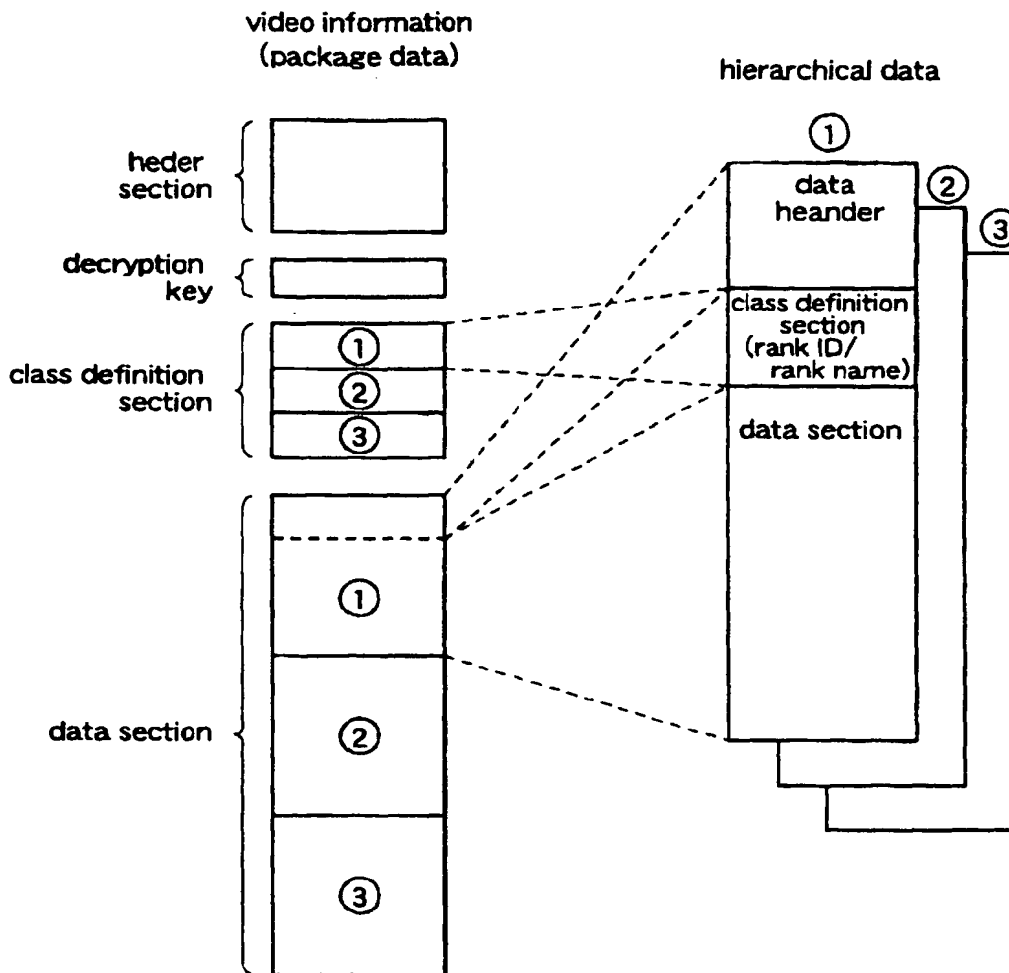 video information
(package data)
heder
section
decryption
key
class definition
section
①
②
③
data section
①
②
③
hierarchical data
①
②
③
data
heander
class definition
section
(rank ID/
rank name)
data section